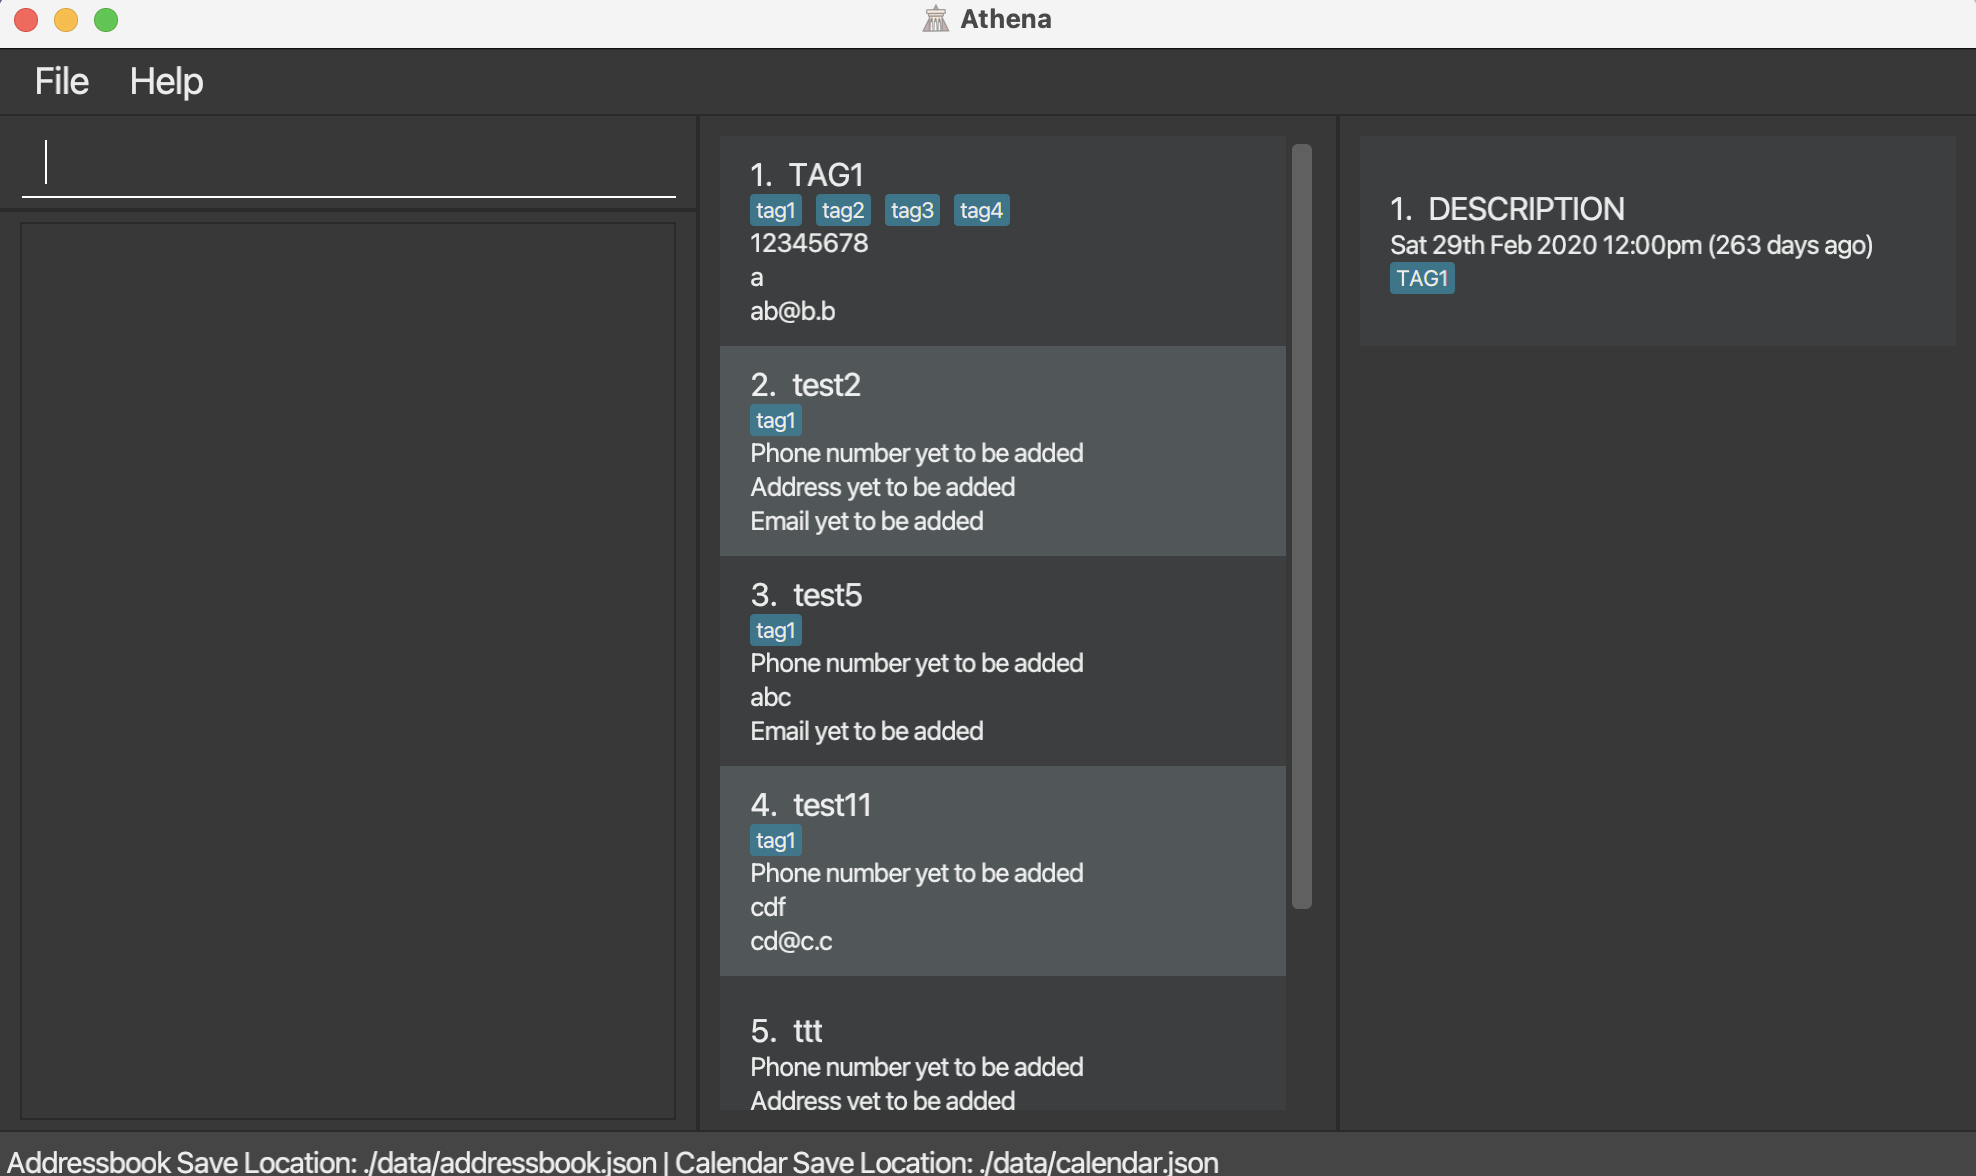 Athena
File Help
1. TAG1
tag1 tag2 tag3 tag4
12345678
a
ab@b.b
2. test2
tag1
Phone number yet to be added
Address yet to be added
Email yet to be added
3. test5
tag1
Phone number yet to be added
abc
Email yet to be added
4. test11
tag1
Phone number yet to be added
cdf
cd@c.c
5. ttt
Phone number yet to be added
Address yet to be added
1. DESCRIPTION
Sat 29th Feb 2020 12:00pm (263 days ago)
TAG1
Addressbook Save Location: ./data/addressbook.json | Calendar Save Location: ./data/calendar.json